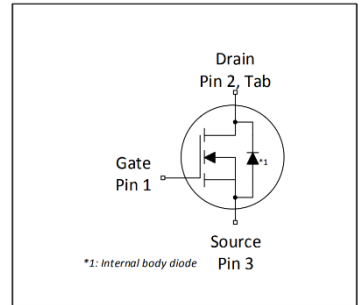 Drain
Pin 2, Tab
*1
Gate
Pin 1
Source
Pin 3
*1: Internal body diode